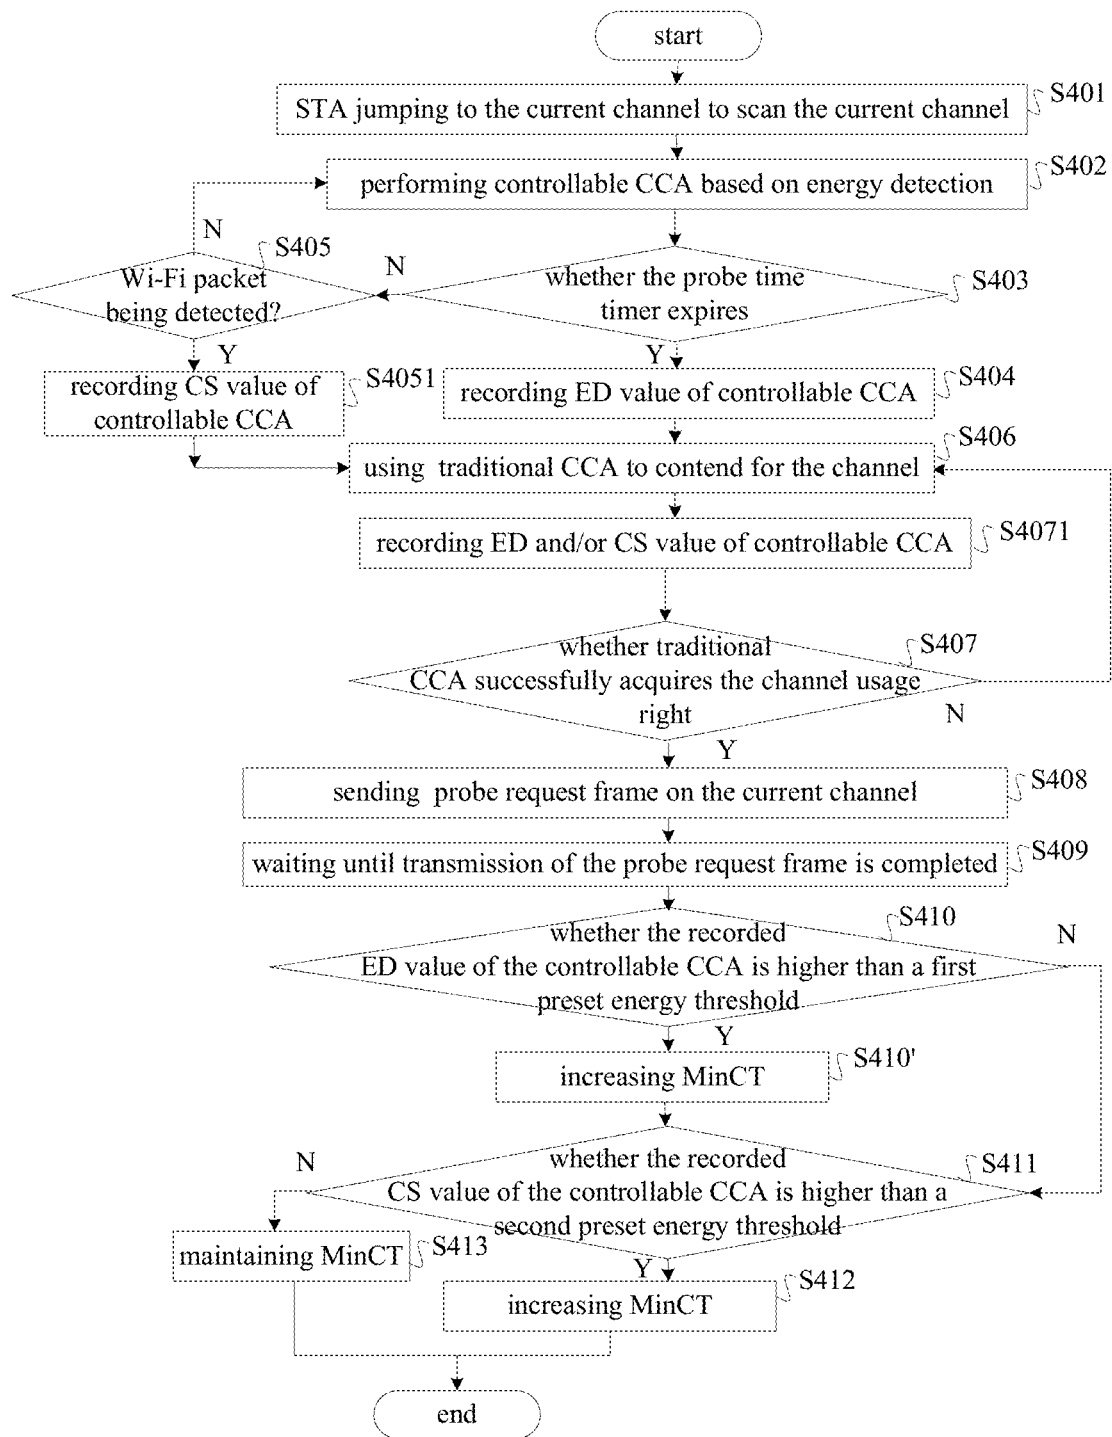 start
STA jumping to the current channel to scan the current channel
S401
performing controllable CCA based on energy detection
S402
N
S405
Wi-Fi packet
being detected?
N
whether the probe time
timer expires
S403
Y
Y
recording CS value of
controllable CCA
S4051
recording ED value of controllable CCA
S404
using traditional CCA to contend for the channel
S406
recording ED and/or CS value of controllable CCA
S4071
whether traditional
CCA successfully acquires the channel usage
right
S407
N
Y
sending probe request frame on the current channel
S408
waiting until transmission of the probe request frame is completed
S409
whether the recorded
ED value of the controllable CCA is higher than a first
preset energy threshold
S410
N
Y
increasing MinCT
S410'
whether the recorded
CS value of the controllable CCA is higher than a
second preset energy threshold
S411
N
maintaining MinCT
S413
Y
increasing MinCT
S412
end